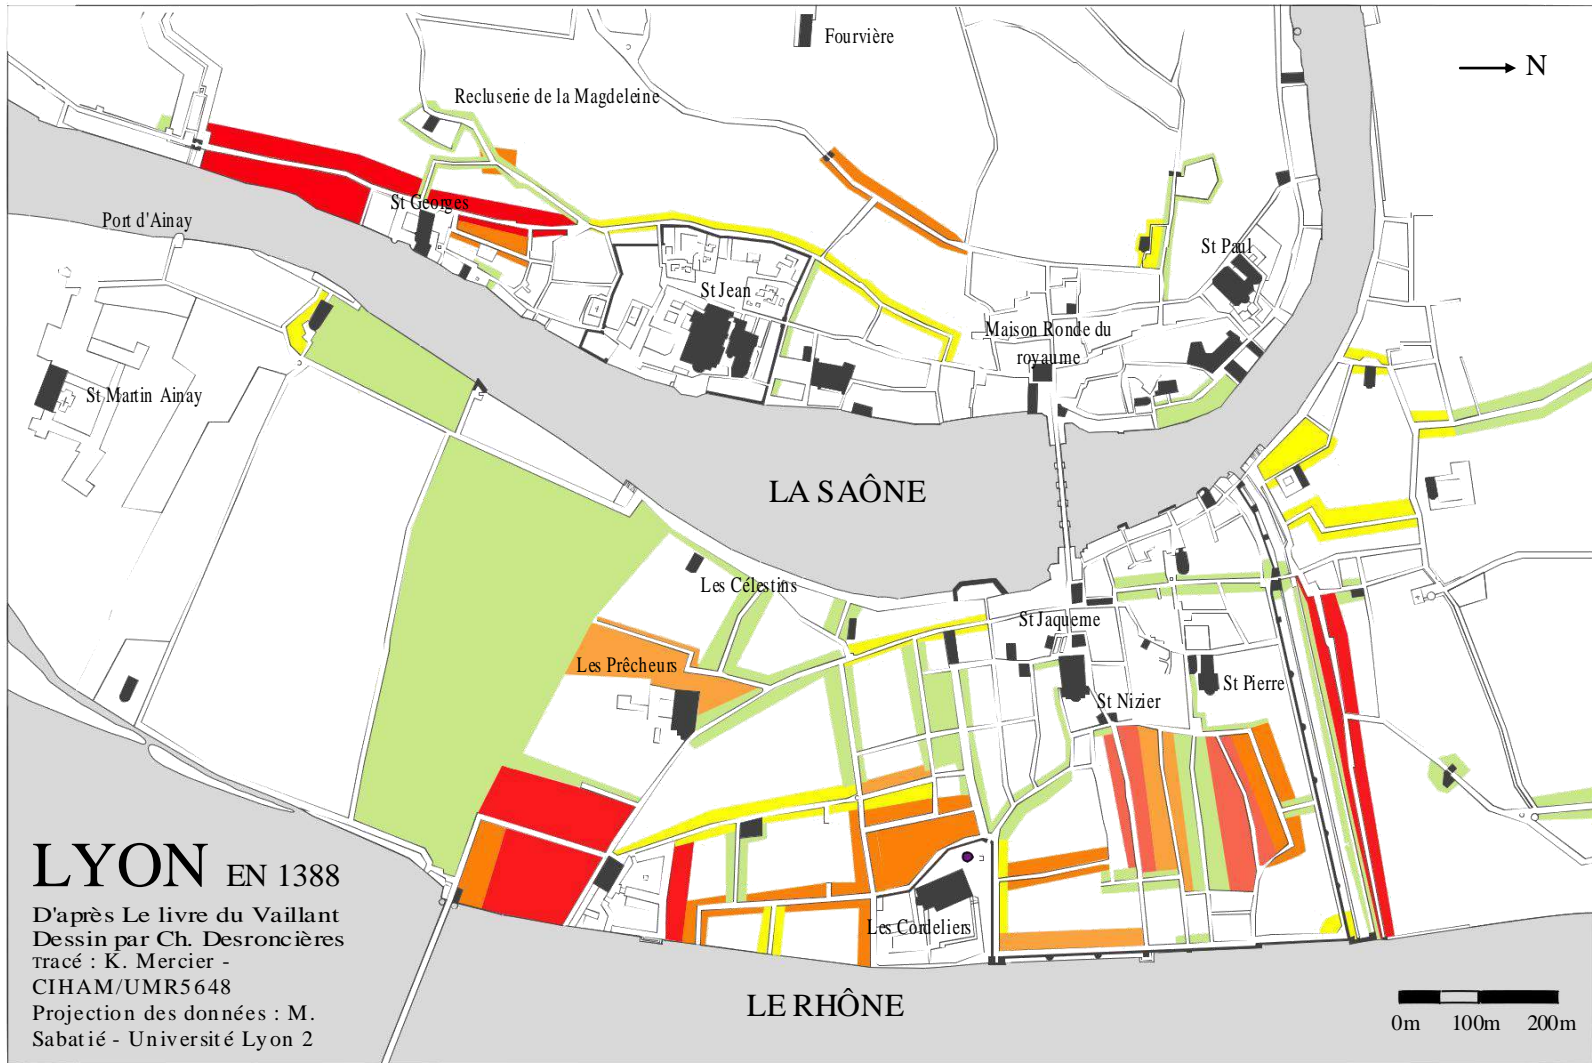 Fourvière
N
Recluserie de la Magdeleine
St Georges
Port d'Ainay
St Paul
St Jean
Maison Ronde du
royaume
St Martin Ainay
LA SAÔNE
Les Célestins
St Jaqueme
Les Prêcheurs
St Pierre
St Nizier
LYON EN 1388
D'après Le livre du Vaillant
Dessin par Ch. Desroncières
Tracé : K. Mercier -
CIHAM/UMR5648
Projection des données : M.
Sabatié - Université Lyon 2
Les Cordeliers
LE RHÔNE
0m 100m 200m